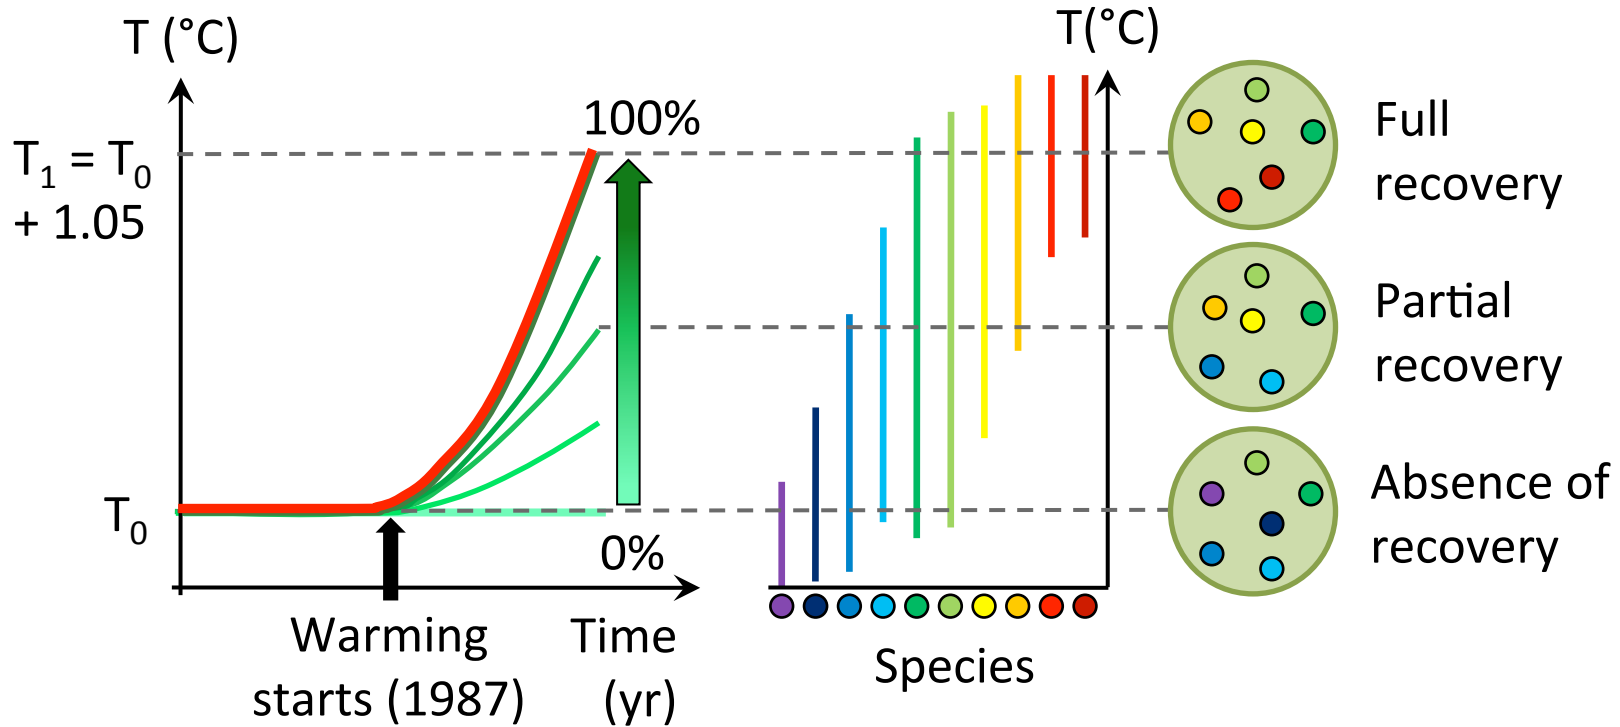 T (°C)
T₁ = T₀
+ 1.05
T₀
100%
0%
Warming
starts (1987)
Time
(yr)
T(°C)
Species
Full
recovery
Partial
recovery
Absence of
recovery